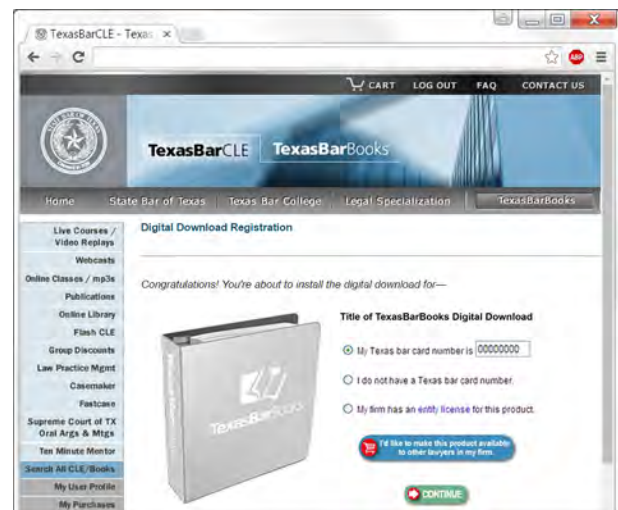 TexasBarCLE - Texas
ABP
CART LOG OUT FAQ CONTACT US
TexasBarCLE TexasBarBooks
Home State Bar of Texas Texas Bar College Legal Specialization TexasBarBooks
Live Courses /
Video Replays
Webcasts
Online Classes / mp3s
Publications
Online Library
Flash CLE
Group Discounts
Law Practice Mgmt
Casemaker
Fastcase
Supreme Court of TX
Oral Args & Mtgs
Ten Minute Mentor
Search All CLE/Books
My User Profile
My Purchases
Digital Download Registration
Congratulations! You're about to install the digital download for—
TexasBarBooks
Title of TexasBarBooks Digital Download
My Texas bar card number is 00000000
I do not have a Texas bar card number.
My firm has an entity license for this product.
I'd like to make this product available
to other lawyers in my firm.
CONTINUE